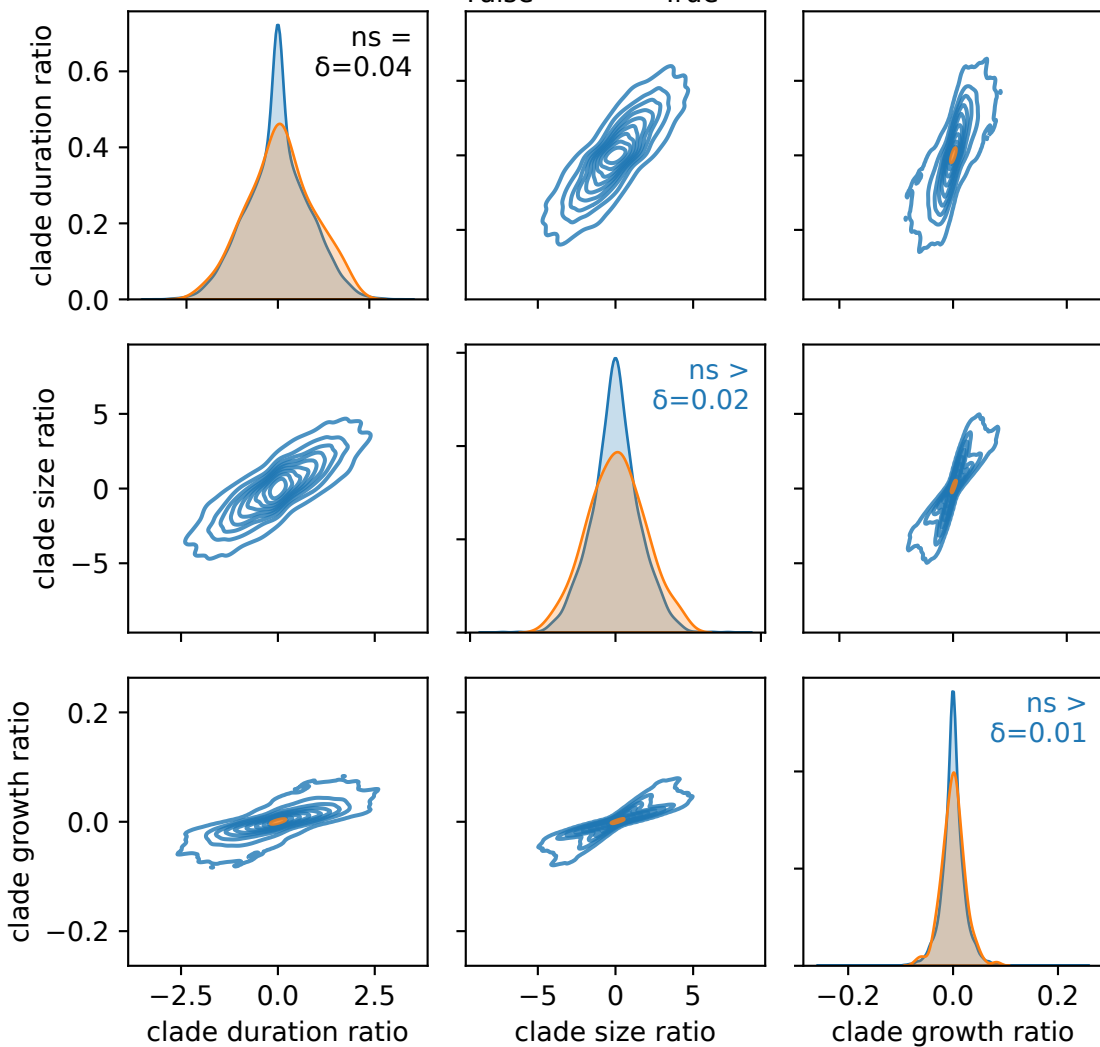 clade duration ratio
0.6
0.4
0.2
0.0
ns =
δ=0.04
clade size ratio
5
0
−5
ns >
δ=0.02
clade growth ratio
0.2
0.0
−0.2
ns >
δ=0.01
−2.5 0.0 2.5
−5 0 5
−0.2 0.0 0.2
clade duration ratio
clade size ratio
clade growth ratio